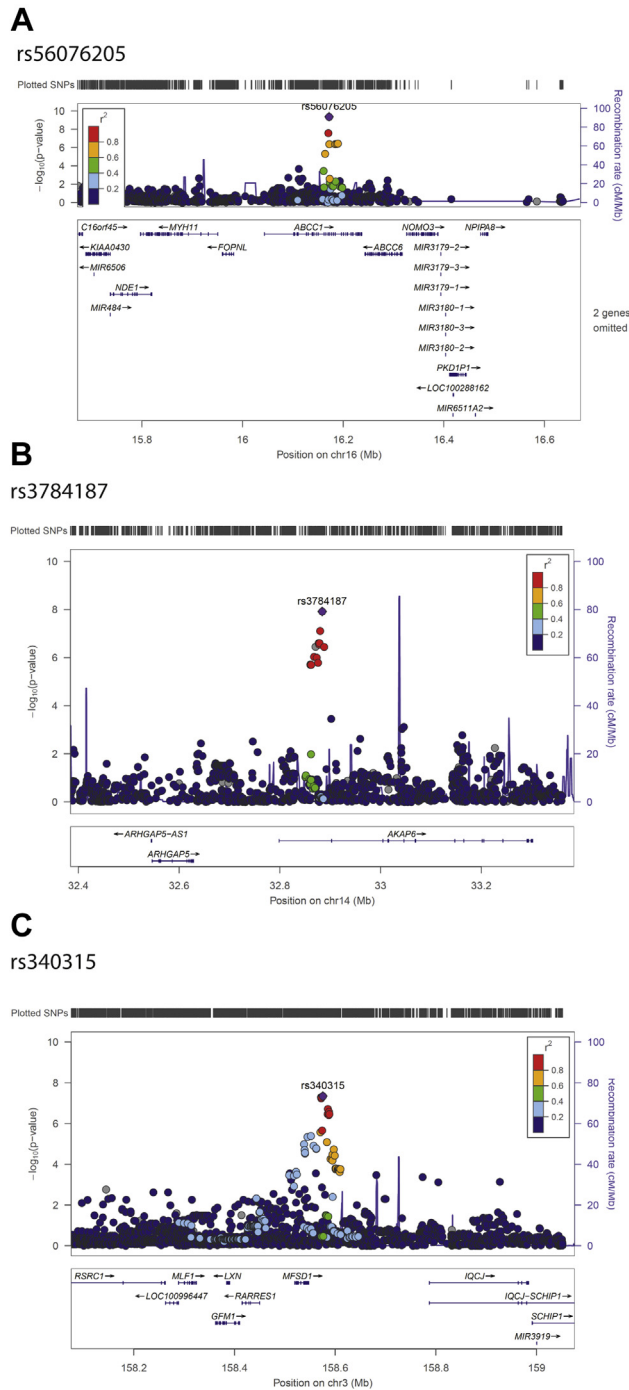 A
rs56076205
Plotted SNPs
rs56076205
10
8
6
4
2
0
−log10(p−value)
r2
0.8
0.6
0.4
0.2
100
80
60
40
20
0
Recombination rate (cM/Mb)
C16orf45→ ←MYH11 ABCC1→ NOMO3→ NPIPA8→
←KIAA0430 ←FOPNL ←ABCC6 MIR3179−2→
←MIR6506 MIR3179−3→
NDE1→ MIR3179−1→
MIR484→ MIR3180−1→
MIR3180−3→
MIR3180−2→
PKD1P1→
←LOC100288162
MIR6511A2→
2 genes
omitted
15.8 16 16.2 16.4 16.6
Position on chr16 (Mb)
B
rs3784187
Plotted SNPs
rs3784187
10
8
6
4
2
0
−log10(p−value)
r2
0.8
0.6
0.4
0.2
100
80
60
40
20
0
Recombination rate (cM/Mb)
←ARHGAP5−AS1 AKAP6→
ARHGAP5→
32.4 32.6 32.8 33 33.2
Position on chr14 (Mb)
C
rs340315
Plotted SNPs
rs340315
10
8
6
4
2
0
−log10(p−value)
r2
0.8
0.6
0.4
0.2
100
80
60
40
20
0
Recombination rate (cM/Mb)
RSRC1→ MLF1→ ←LXN MFSD1→ IQCJ→
←LOC100996447 ←RARRES1 IQCJ−SCHIP1→
GFM1→ SCHIP1→
MIR3919→
158.2 158.4 158.6 158.8 159
Position on chr3 (Mb)